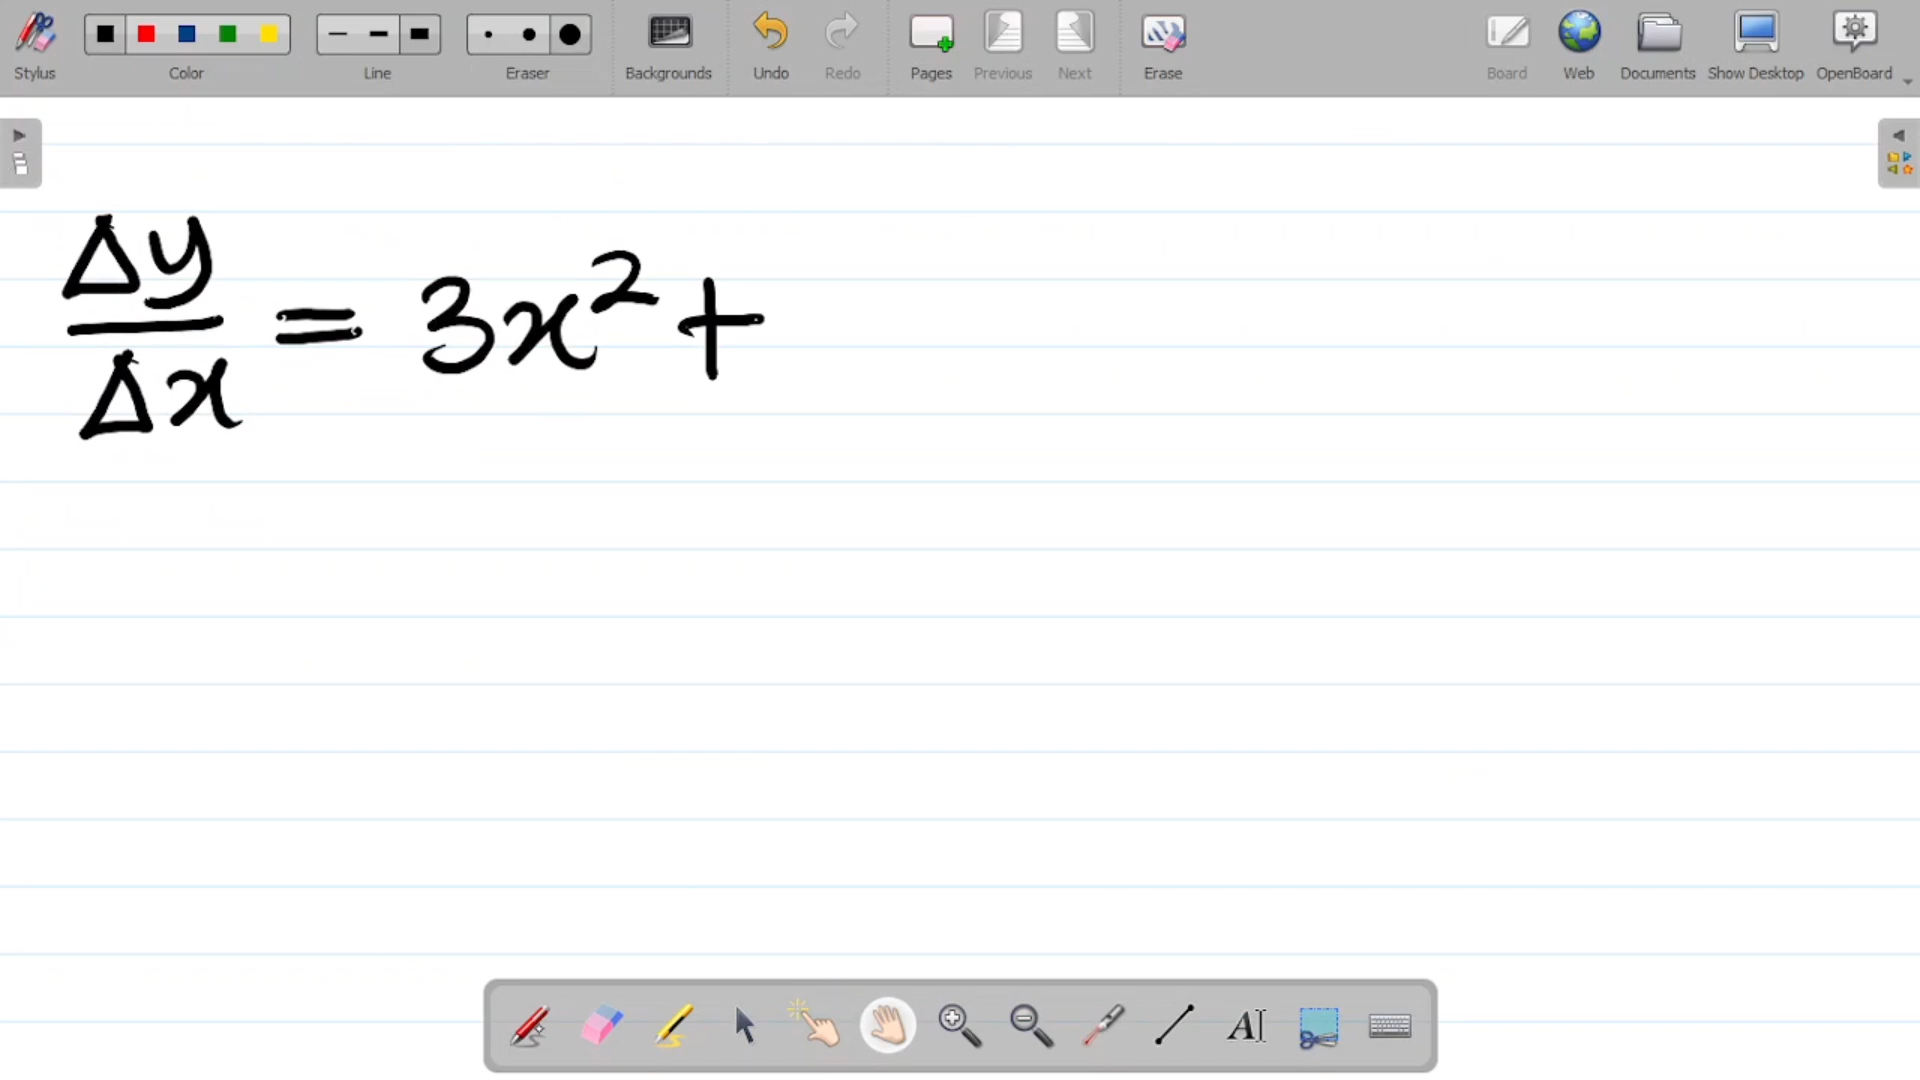 Stylus Color Line Eraser Backgrounds Undo Redo Pages Previous Next Erase Board Web Documents Show Desktop OpenBoard
Δy/Δx = 3x² +
A